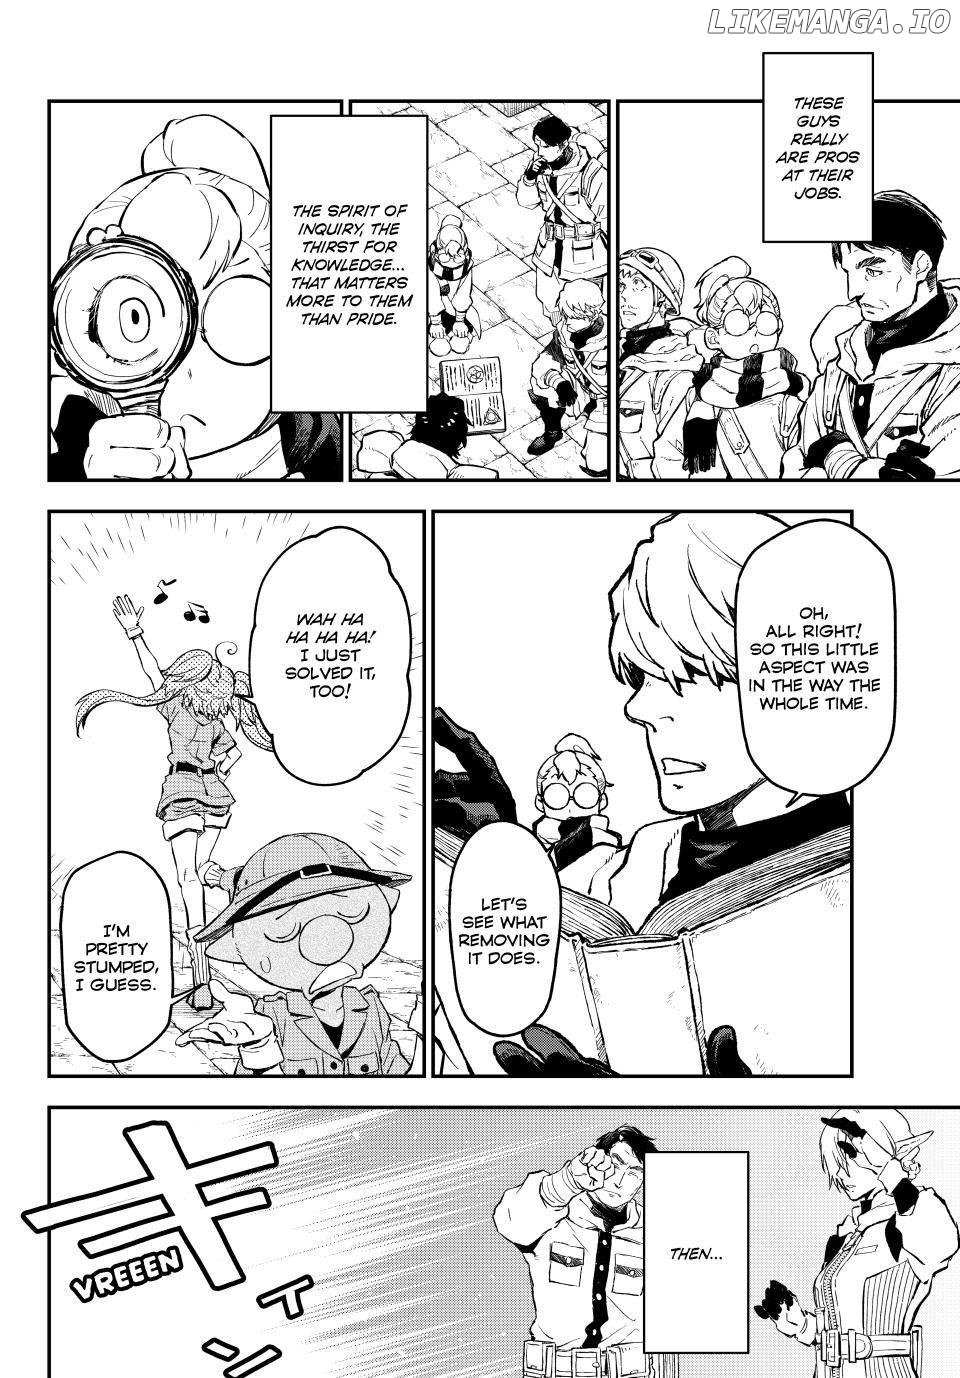 LIKEMANGA.IO
THESE
GUYS
REALLY
ARE PROS
AT THEIR
JOBS.
THE SPIRIT OF
INQUIRY, THE
THIRST FOR
KNOWLEDGE...
THAT MATTERS
MORE TO THEM
THAN PRIDE.
OH,
ALL RIGHT!
SO THIS LITTLE
ASPECT WAS
IN THE WAY THE
WHOLE TIME.
LET'S
SEE WHAT
REMOVING
IT DOES.
WAH HA
HA HA HA!
I JUST
SOLVED IT,
TOO!
I'M
PRETTY
STUMPED,
I GUESS.
THEN...
キィン
VREEEN